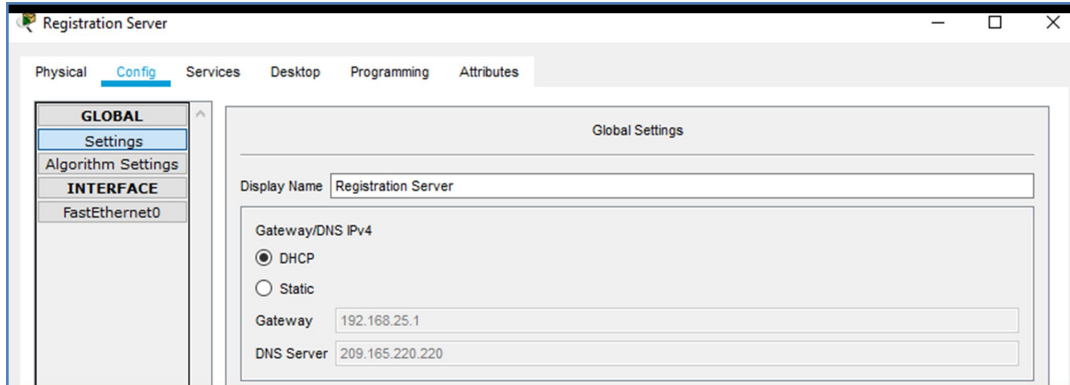 Registration Server
Physical Config Services Desktop Programming Attributes
GLOBAL
Settings
Algorithm Settings
INTERFACE
FastEthernet0
Global Settings
Display Name Registration Server
Gateway/DNS IPv4
DHCP
Static
Gateway 192.168.25.1
DNS Server 209.165.220.220